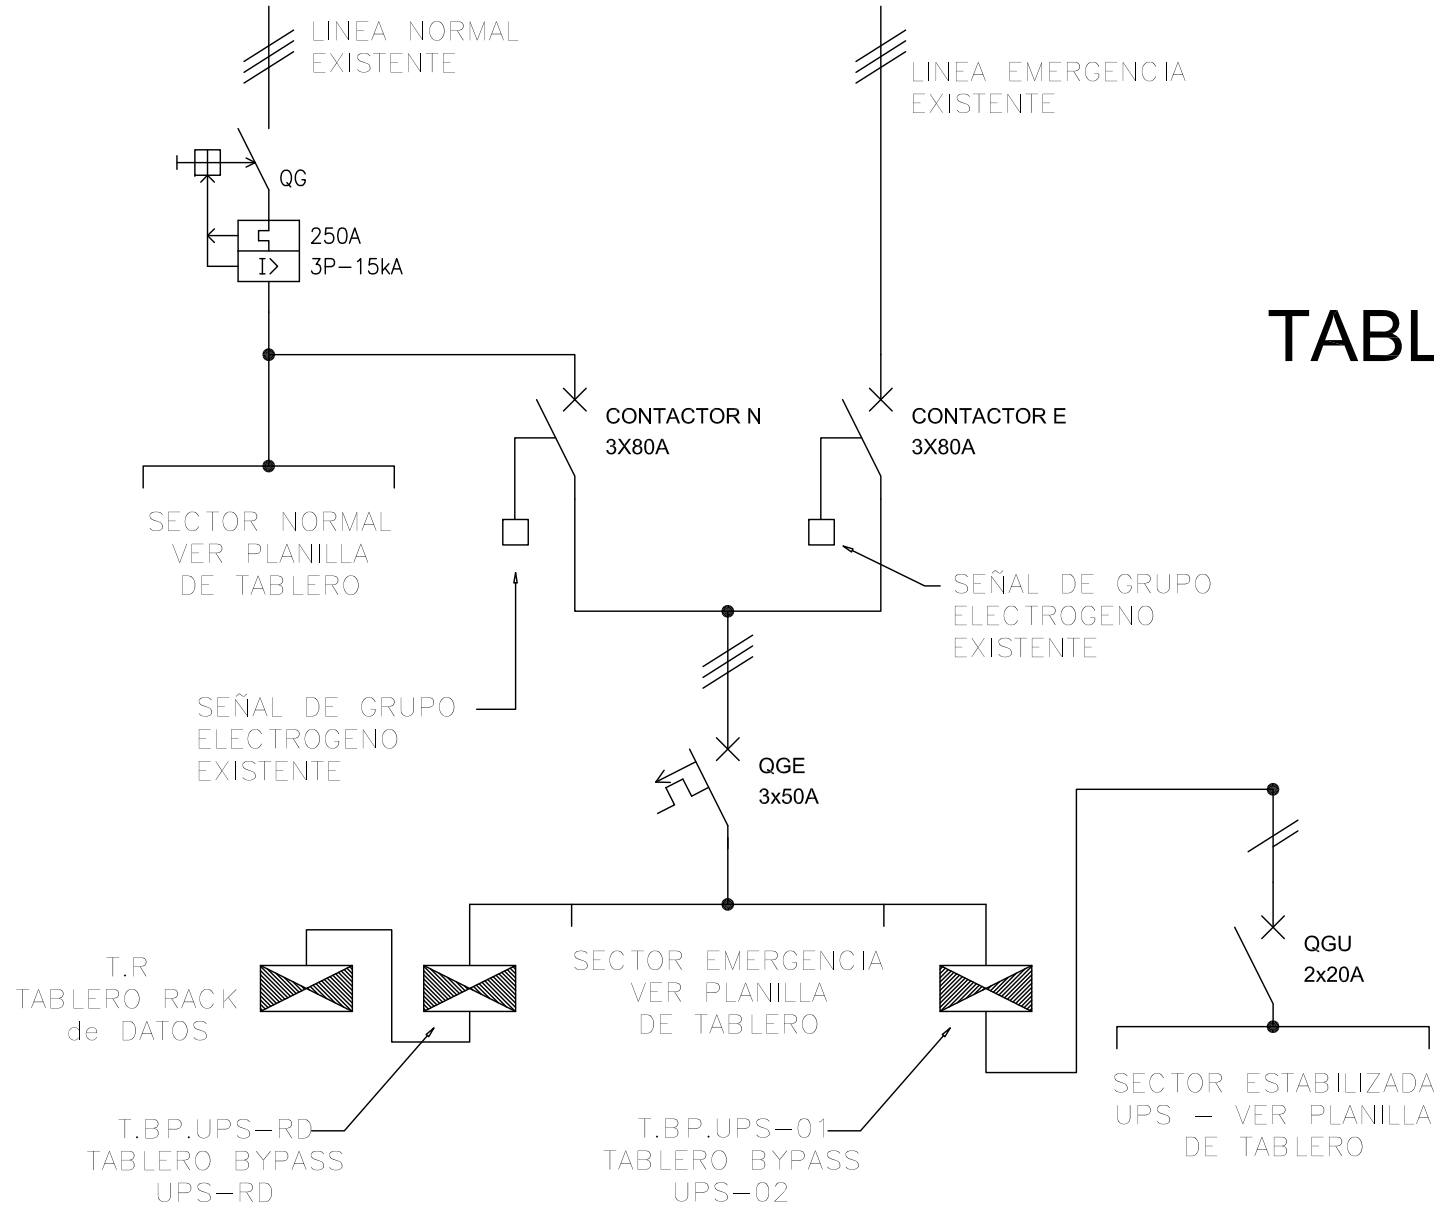 LINEA NORMAL
EXISTENTE
LINEA EMERGENCIA
EXISTENTE
QG
250A
I>
3P-15kA
TABL
CONTACTOR N
3X80A
CONTACTOR E
3X80A
SECTOR NORMAL
VER PLANILLA
DE TABLERO
SEÑAL DE GRUPO
ELECTROGENO
EXISTENTE
SEÑAL DE GRUPO
ELECTROGENO
EXISTENTE
QGE
3x50A
T.R
TABLERO RACK
de DATOS
SECTOR EMERGENCIA
VER PLANILLA
DE TABLERO
QGU
2x20A
SECTOR ESTABILIZADA
UPS - VER PLANILLA
DE TABLERO
T.BP.UPS-RD
TABLERO BYPASS
UPS-RD
T.BP.UPS-01
TABLERO BYPASS
UPS-02